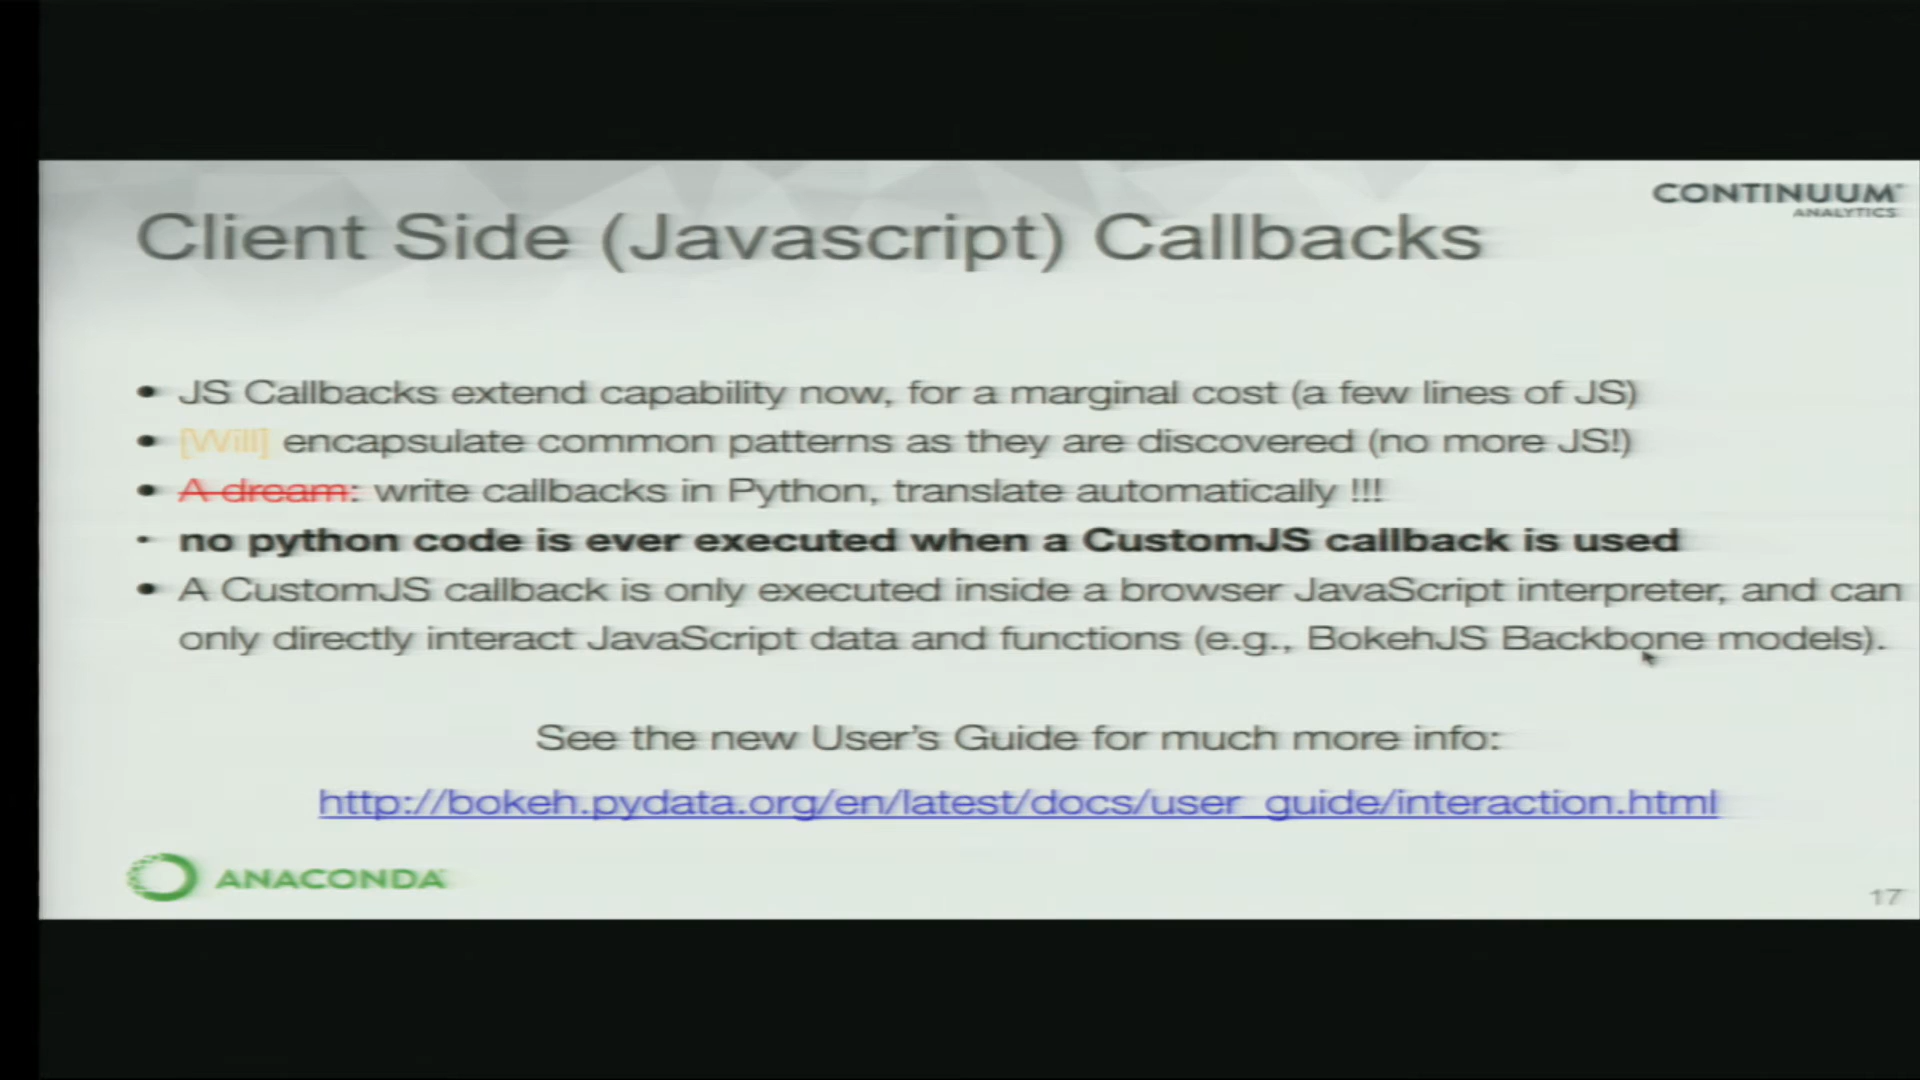 CONTINUUM
ANALYTICS
Client Side (Javascript) Callbacks
• JS Callbacks extend capability now, for a marginal cost (a few lines of JS)
• [Will] encapsulate common patterns as they are discovered (no more JS!)
• A dream: write callbacks in Python, translate automatically !!!
• no python code is ever executed when a CustomJS callback is used
• A CustomJS callback is only executed inside a browser JavaScript interpreter, and can
only directly interact JavaScript data and functions (e.g., BokehJS Backbone models).
See the new User's Guide for much more info:
http://bokeh.pydata.org/en/latest/docs/user_guide/interaction.html
ANACONDA
17